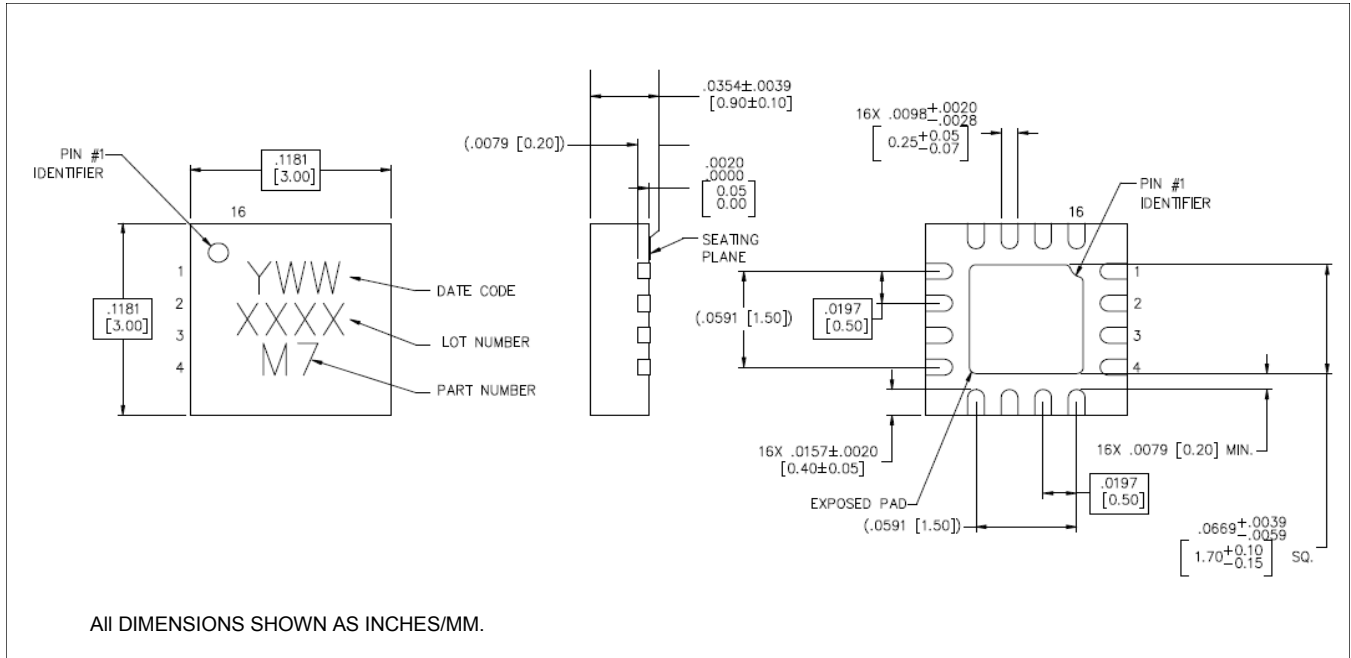 PIN #1
IDENTIFIER
.1181
[3.00]
16
.1181
[3.00]
1
2
3
4
YWW
XXXX
M7
DATE CODE
LOT NUMBER
PART NUMBER
.0354±.0039
[0.90±0.10]
(.0079 [0.20])
.0020
.0000
[0.05
0.00]
SEATING
PLANE
16X .0098+.0020
-.0028
[0.25+0.05
-0.07]
PIN #1
IDENTIFIER
16
1
2
3
4
(.0591 [1.50])
.0197
[0.50]
16X .0157±.0020
[0.40±0.05]
EXPOSED PAD
(.0591 [1.50])
16X .0079 [0.20] MIN.
.0197
[0.50]
.0669+.0039
-.0059
[1.70+0.10
-0.15] SQ.
All DIMENSIONS SHOWN AS INCHES/MM.